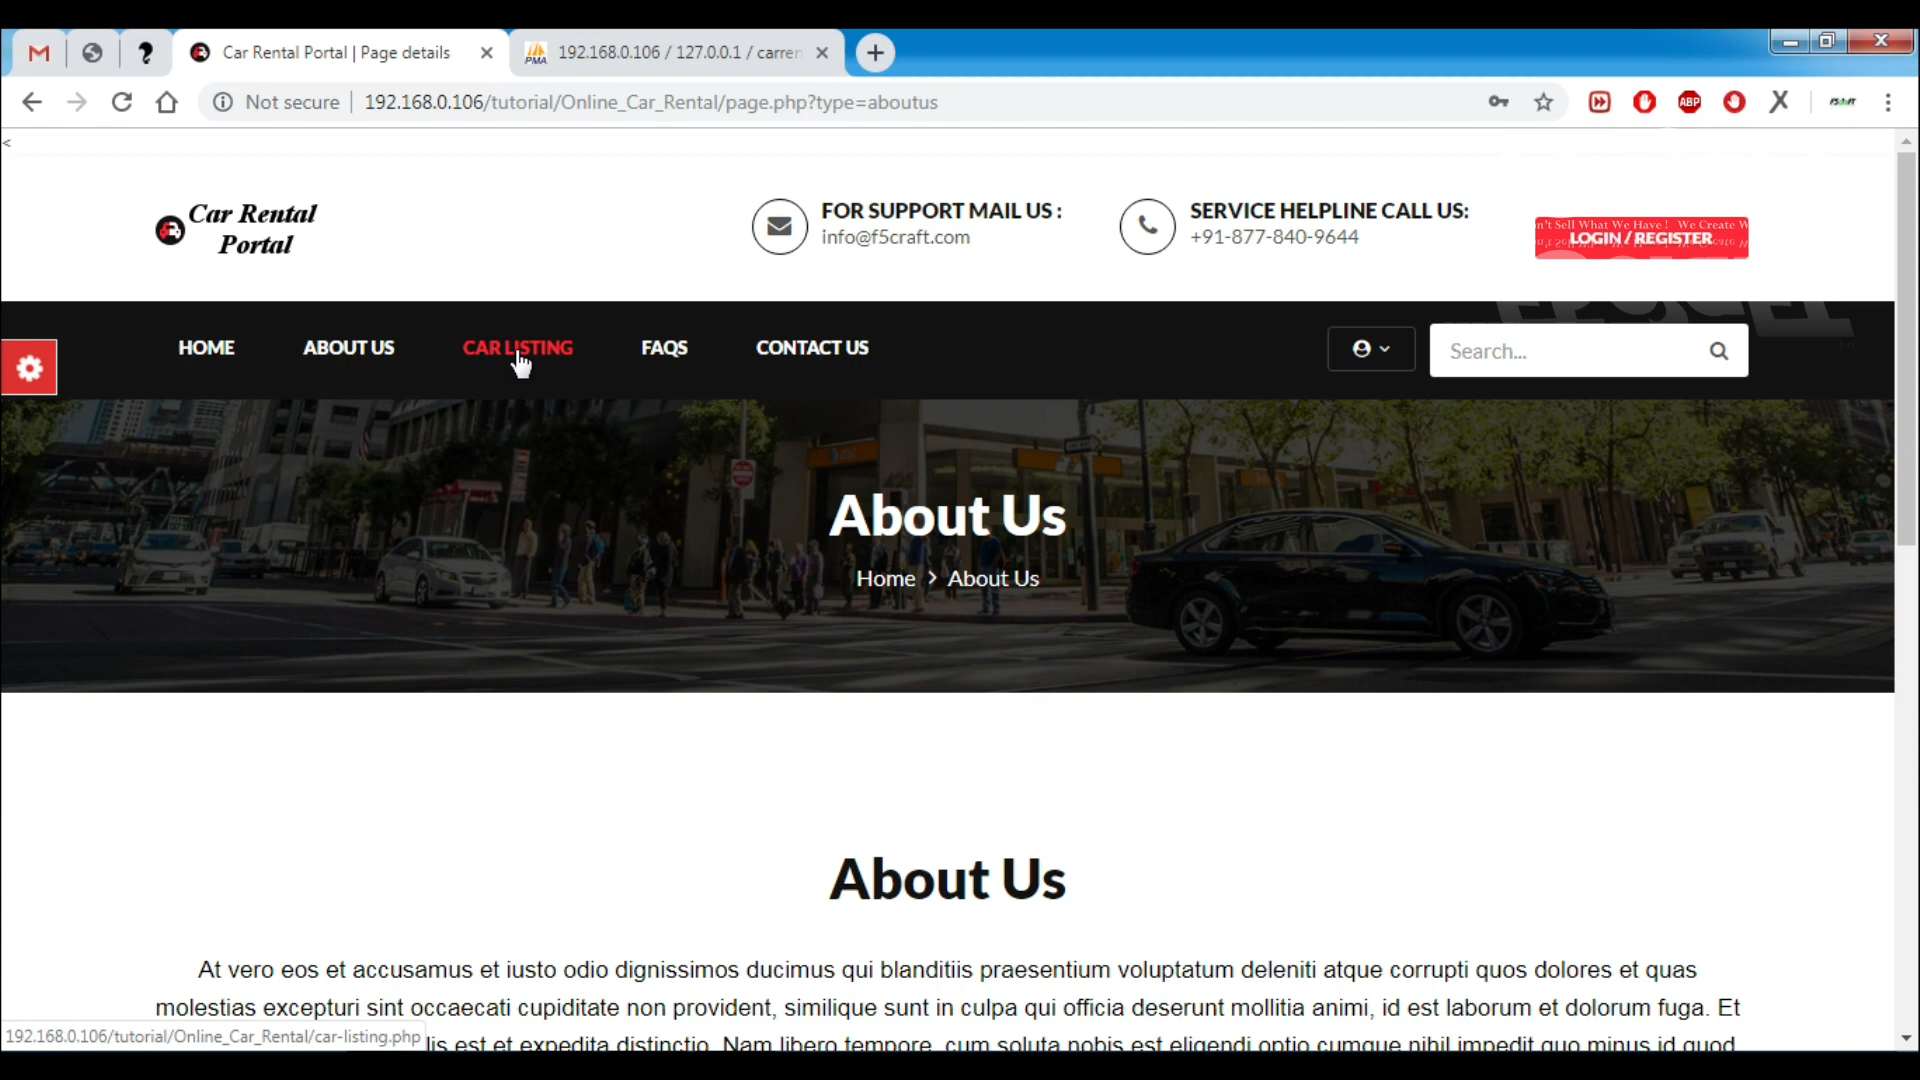 Car Rental Portal | Page details
192.168.0.106 / 127.0.0.1 / carren
PMA
Not secure
192.168.0.106/tutorial/Online_Car_Rental/page.php?type=aboutus
ABP
<
Car Rental
Portal
FOR SUPPORT MAIL US :
info@f5craft.com
SERVICE HELPLINE CALL US:
+91-877-840-9644
n't Sell What We Have ! We Create W
LOGIN / REGISTER
HOME
ABOUT US
CAR LISTING
FAQS
CONTACT US
Search...
About Us
Home > About Us
About Us
At vero eos et accusamus et iusto odio dignissimos ducimus qui blanditiis praesentium voluptatum deleniti atque corrupti quos dolores et quas
molestias excepturi sint occaecati cupiditate non provident, similique sunt in culpa qui officia deserunt mollitia animi, id est laborum et dolorum fuga. Et
192.168.0.106/tutorial/Online_Car_Rental/car-listing.php
lis est et expedita distinctio. Nam libero tempore, cum soluta nobis est eligendi optio cumque nihil impedit quo minus id quod